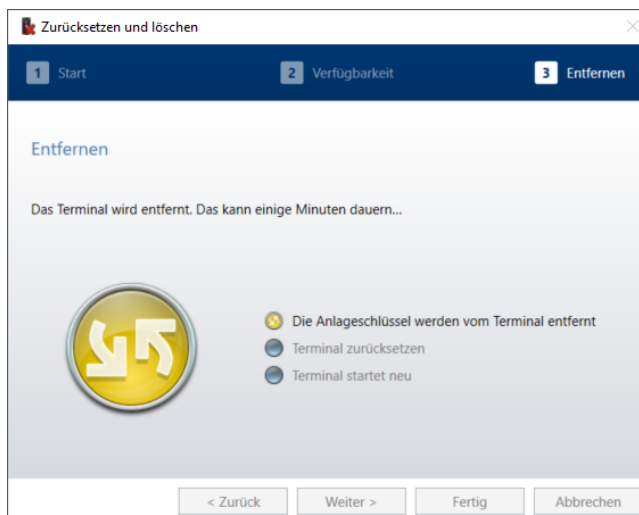 Zurücksetzen und löschen
1 Start 2 Verfügbarkeit 3 Entfernen
Entfernen
Das Terminal wird entfernt. Das kann einige Minuten dauern...
Die Anlageschlüssel werden vom Terminal entfernt
Terminal zurücksetzen
Terminal startet neu
< Zurück Weiter > Fertig Abbrechen